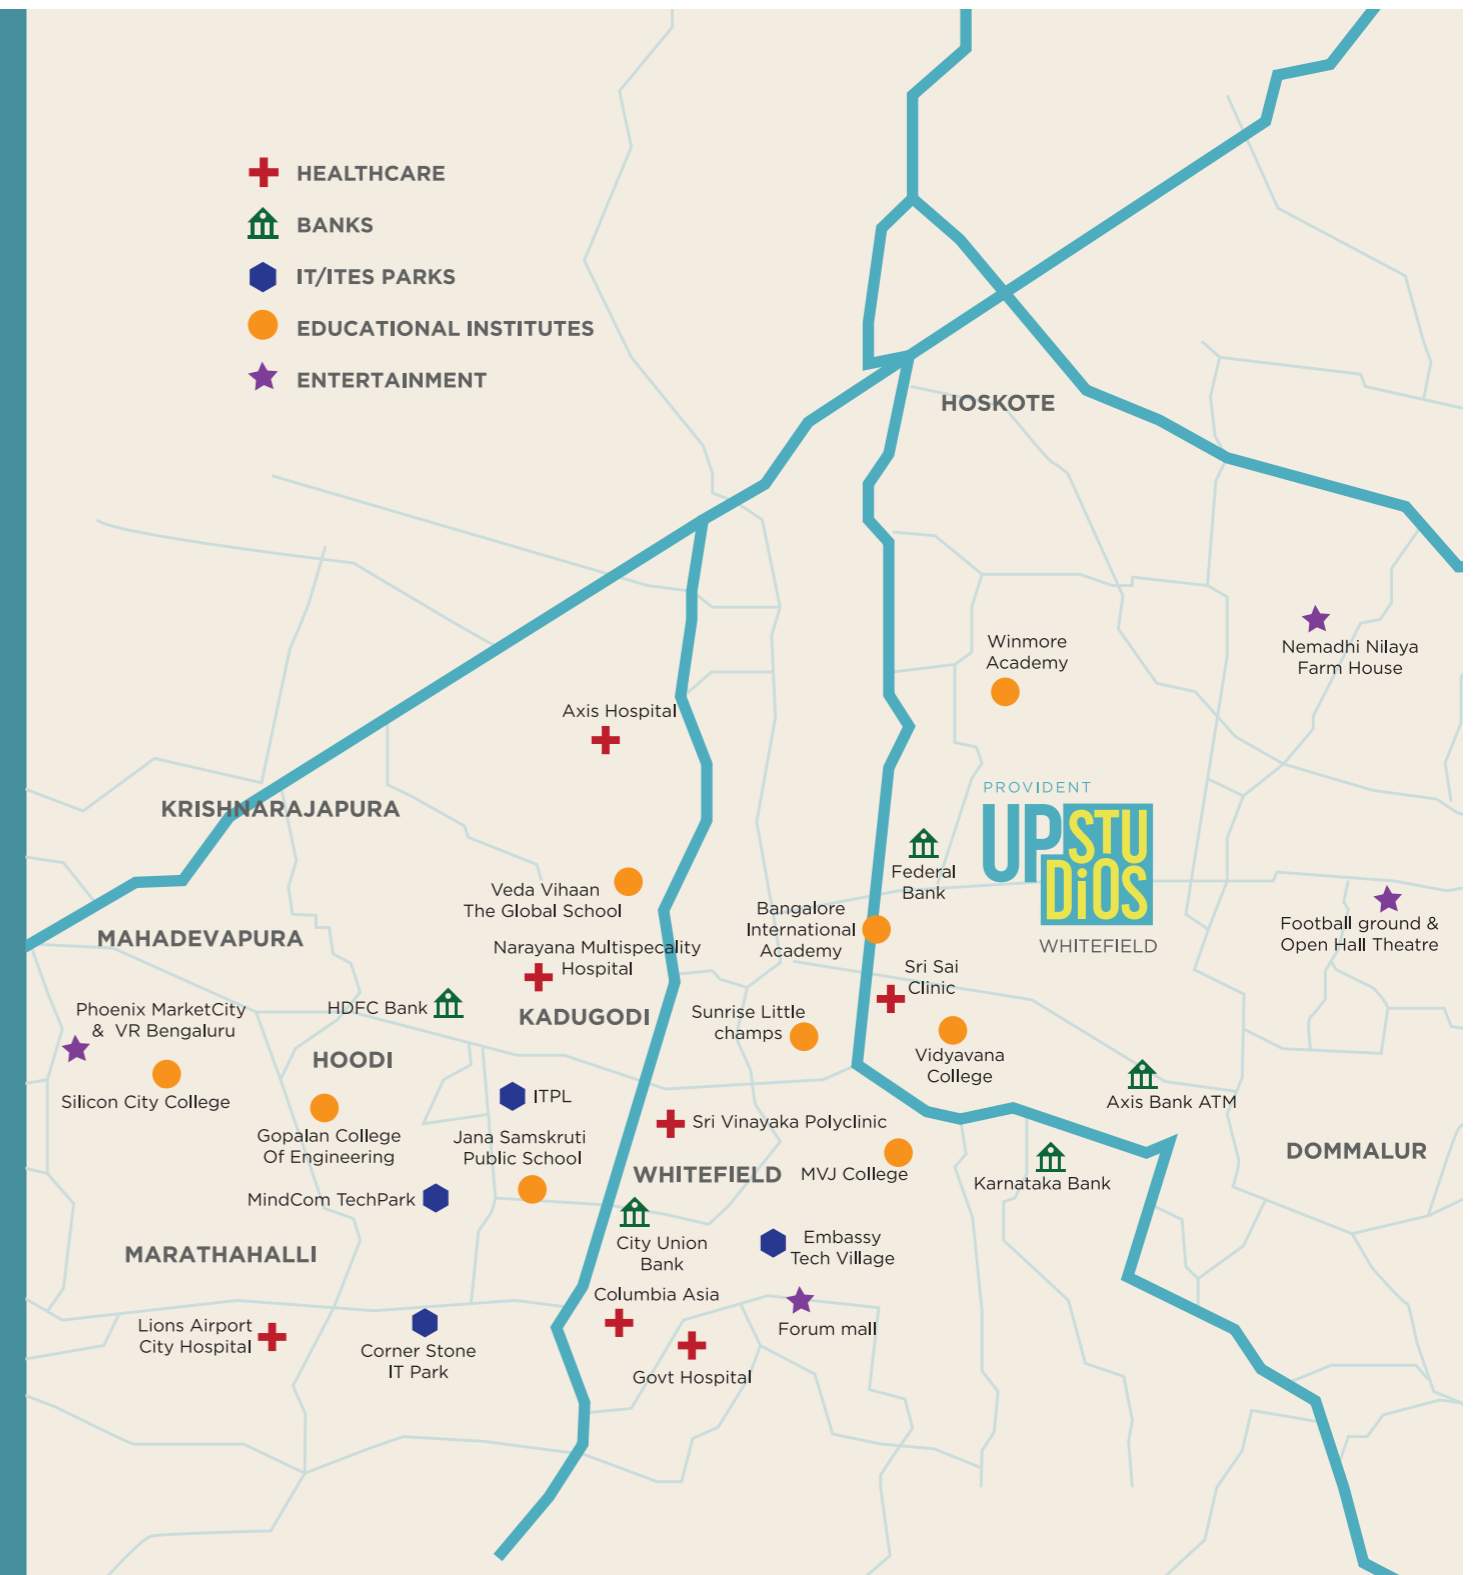 HEALTHCARE
BANKS
IT/ITES PARKS
EDUCATIONAL INSTITUTES
ENTERTAINMENT
HOSKOTE
Winmore
Academy
Nemadhi Nilaya
Farm House
Axis Hospital
KRISHNARAJAPURA
PROVIDENT
UP STU
DiOS
WHITEFIELD
Federal
Bank
Veda Vihaan
The Global School
Bangalore
International
Academy
Football ground &
Open Hall Theatre
MAHADEVAPURA
Narayana Multispecality
Hospital
Sri Sai
Clinic
Phoenix MarketCity
& VR Bengaluru
HDFC Bank
KADUGODI
Sunrise Little
champs
HOODI
Vidyavana
College
Silicon City College
ITPL
Axis Bank ATM
Gopalan College
Of Engineering
Jana Samskruti
Public School
Sri Vinayaka Polyclinic
DOMMALUR
WHITEFIELD
MVJ College
Karnataka Bank
MindCom TechPark
MARATHAHALLI
City Union
Bank
Embassy
Tech Village
Columbia Asia
Lions Airport
City Hospital
Forum mall
Corner Stone
IT Park
Govt Hospital